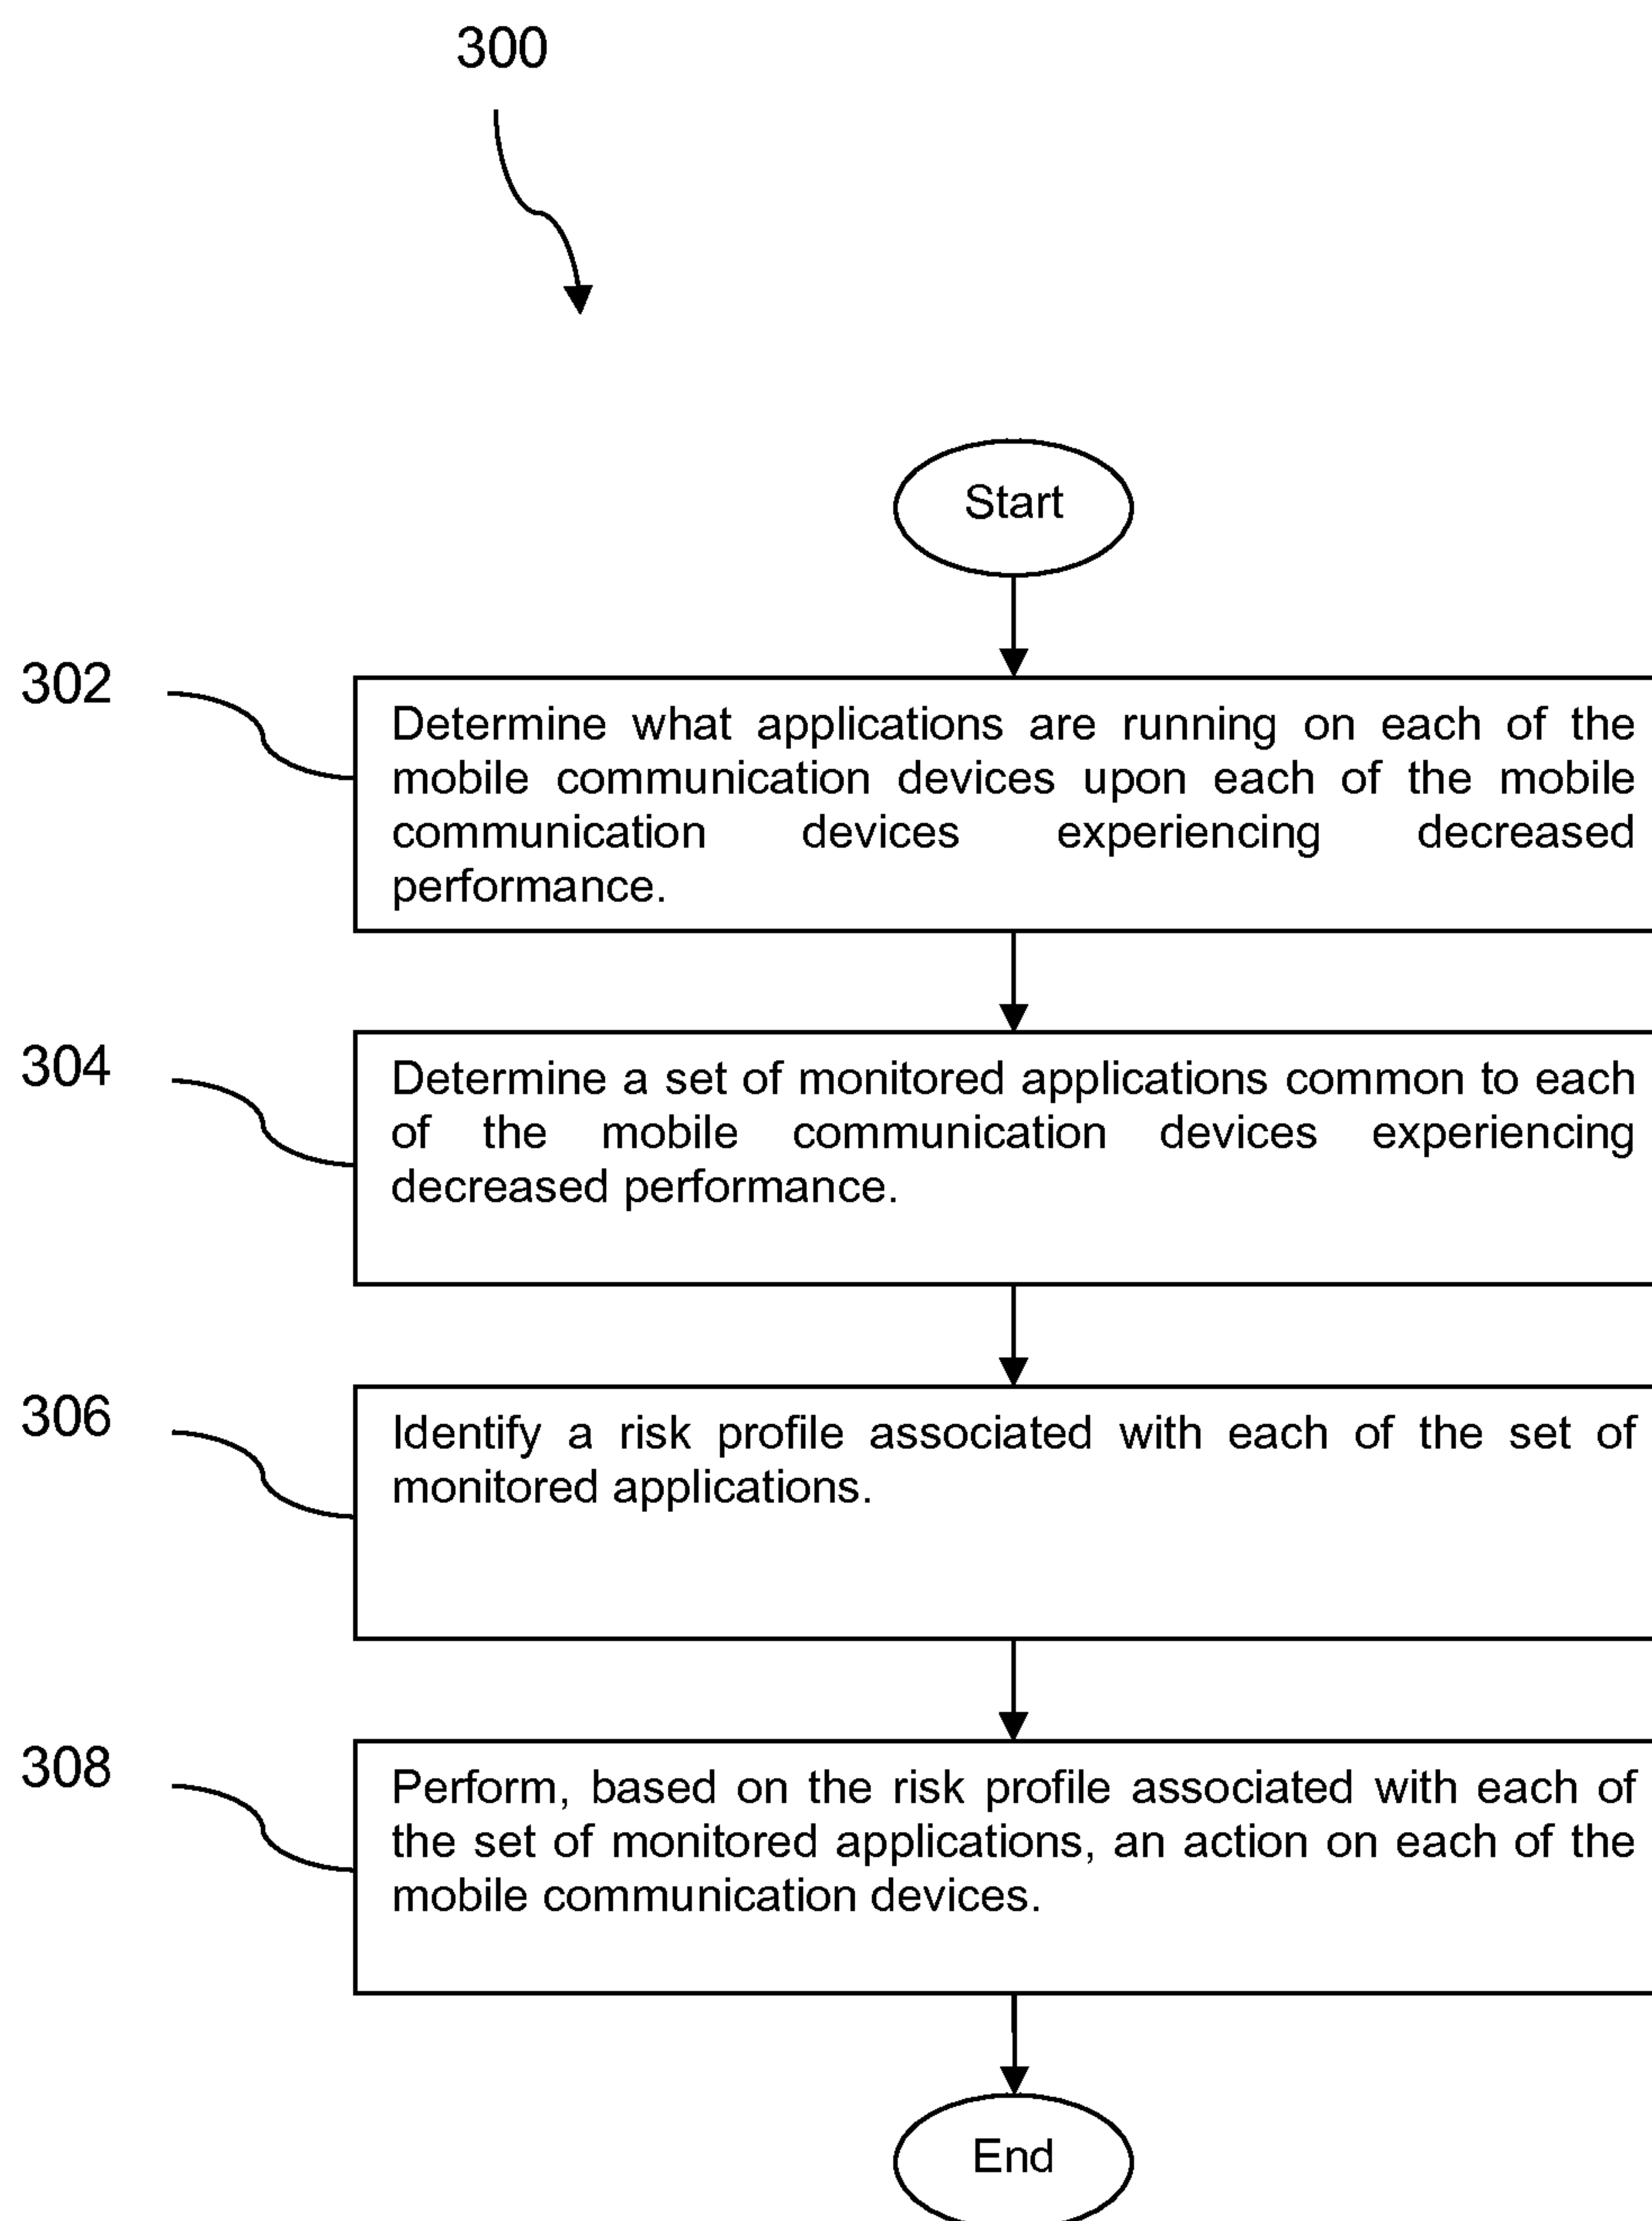 300
Start
302
Determine what applications are running on each of the
mobile communication devices upon each of the mobile
communication devices experiencing decreased
performance.
304
Determine a set of monitored applications common to each
of the mobile communication devices experiencing
decreased performance.
306
Identify a risk profile associated with each of the set of
monitored applications.
308
Perform, based on the risk profile associated with each of
the set of monitored applications, an action on each of the
mobile communication devices.
End